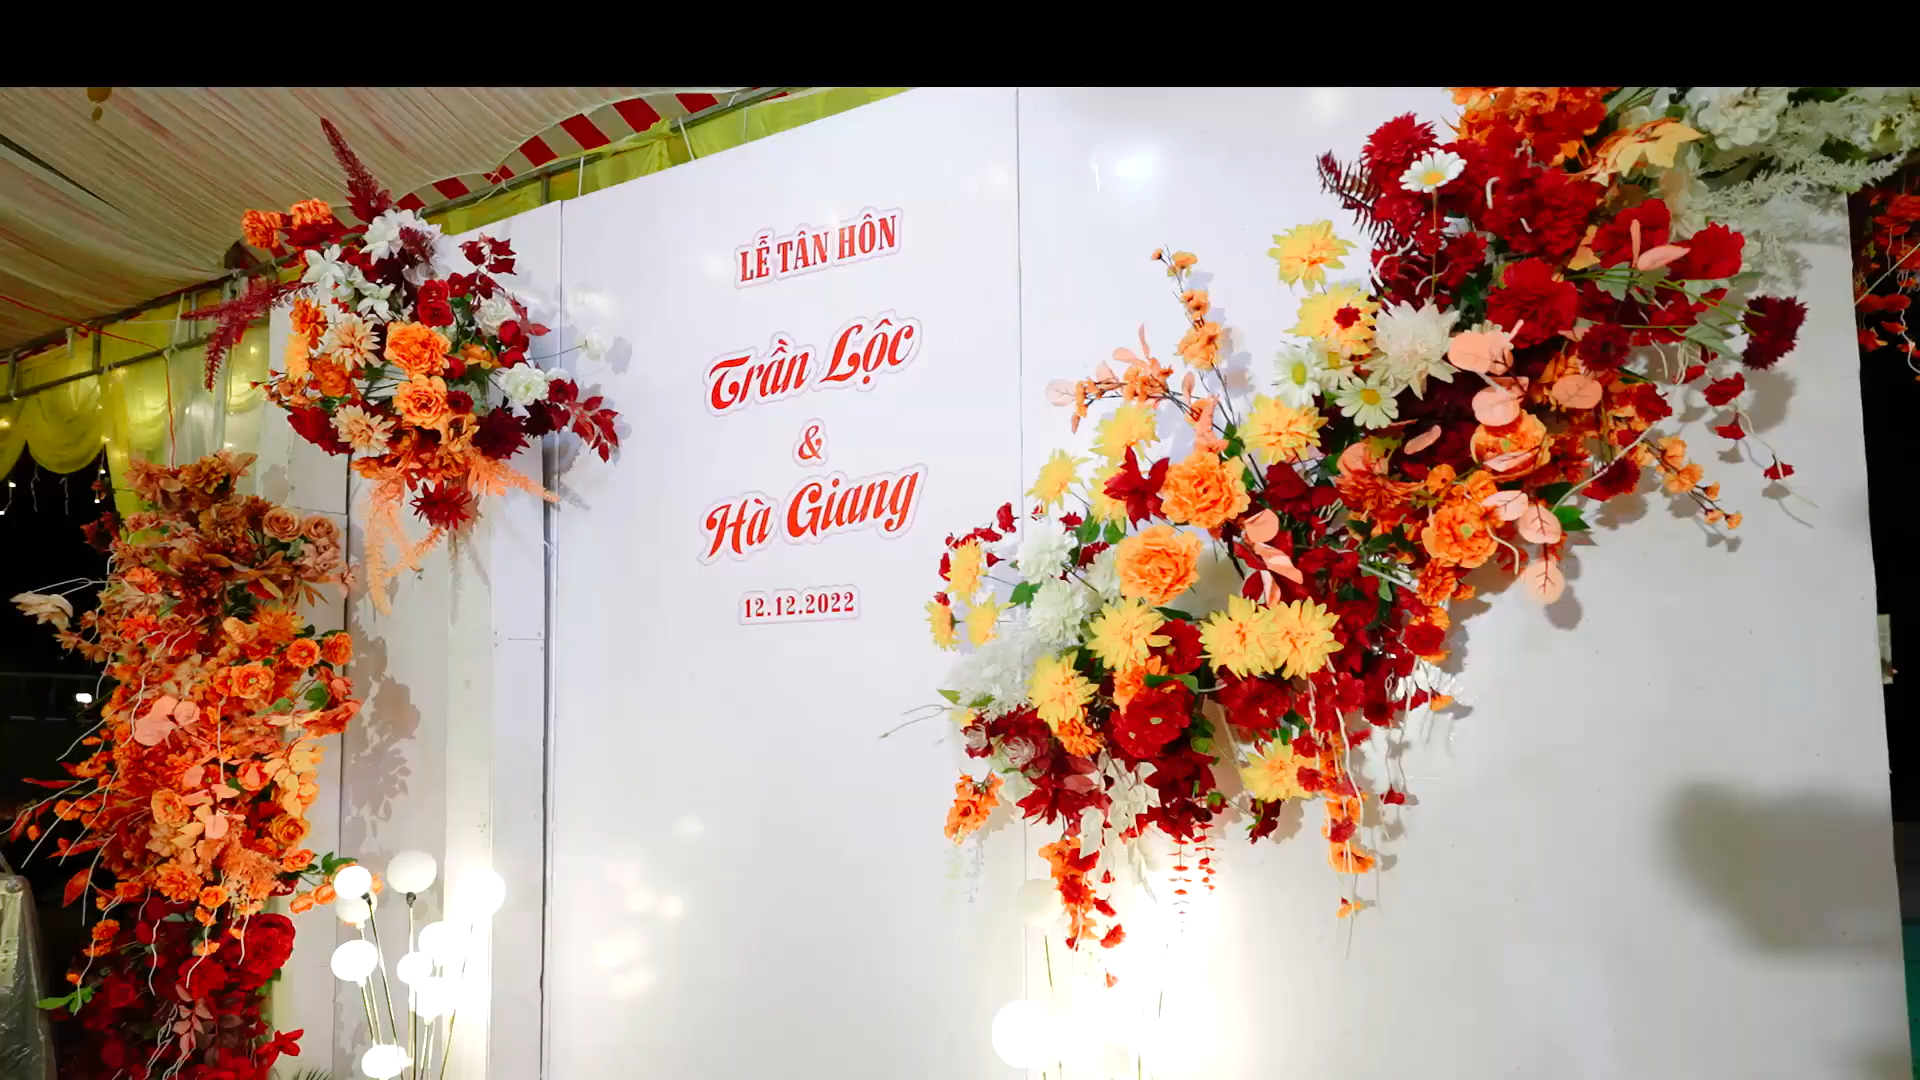 LỄ TÂN HÔN
Trần Lộc
&
Hà Giang
12.12.2022